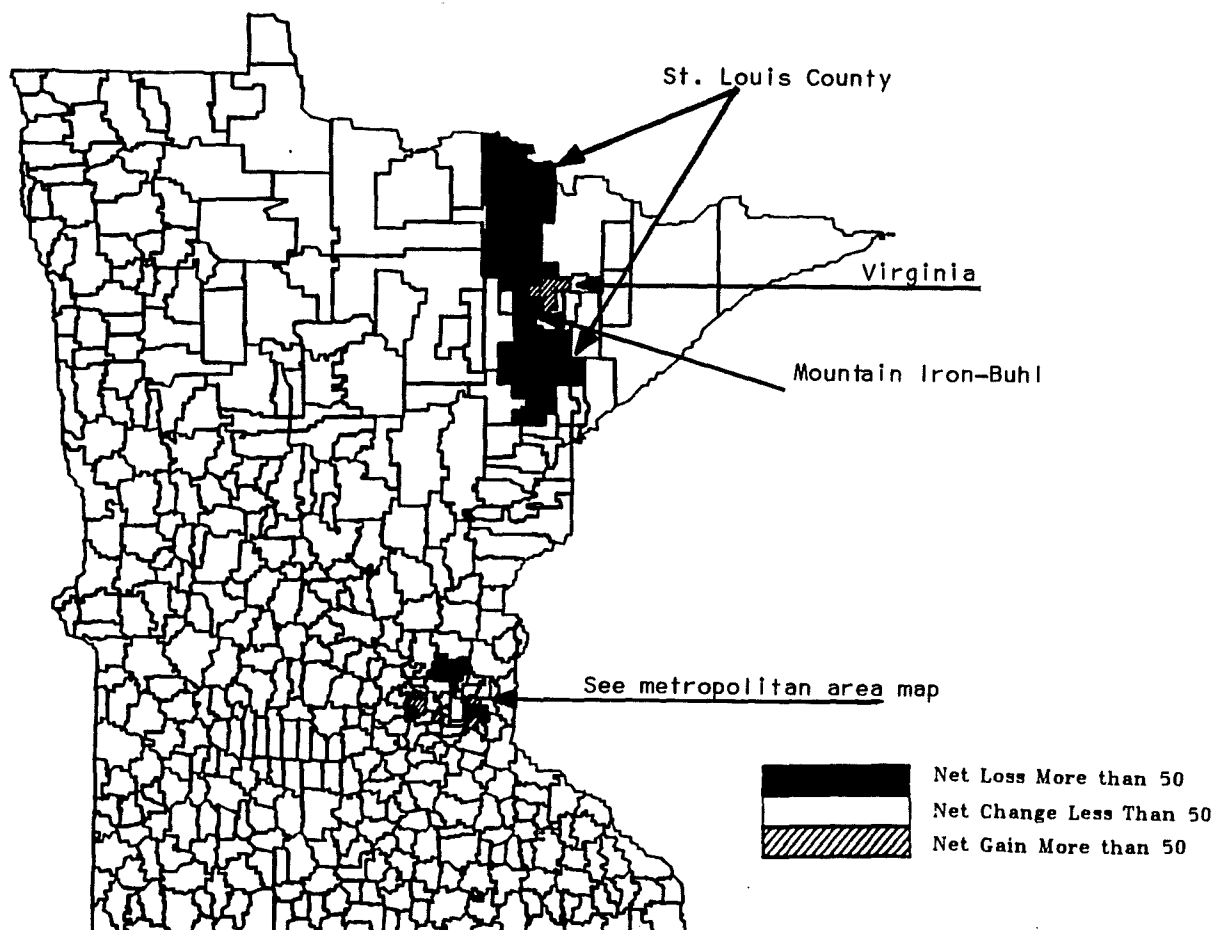 St. Louis County
Virginia
Mountain Iron-Buhl
See metropolitan area map
Net Loss More than 50
Net Change Less Than 50
Net Gain More than 50